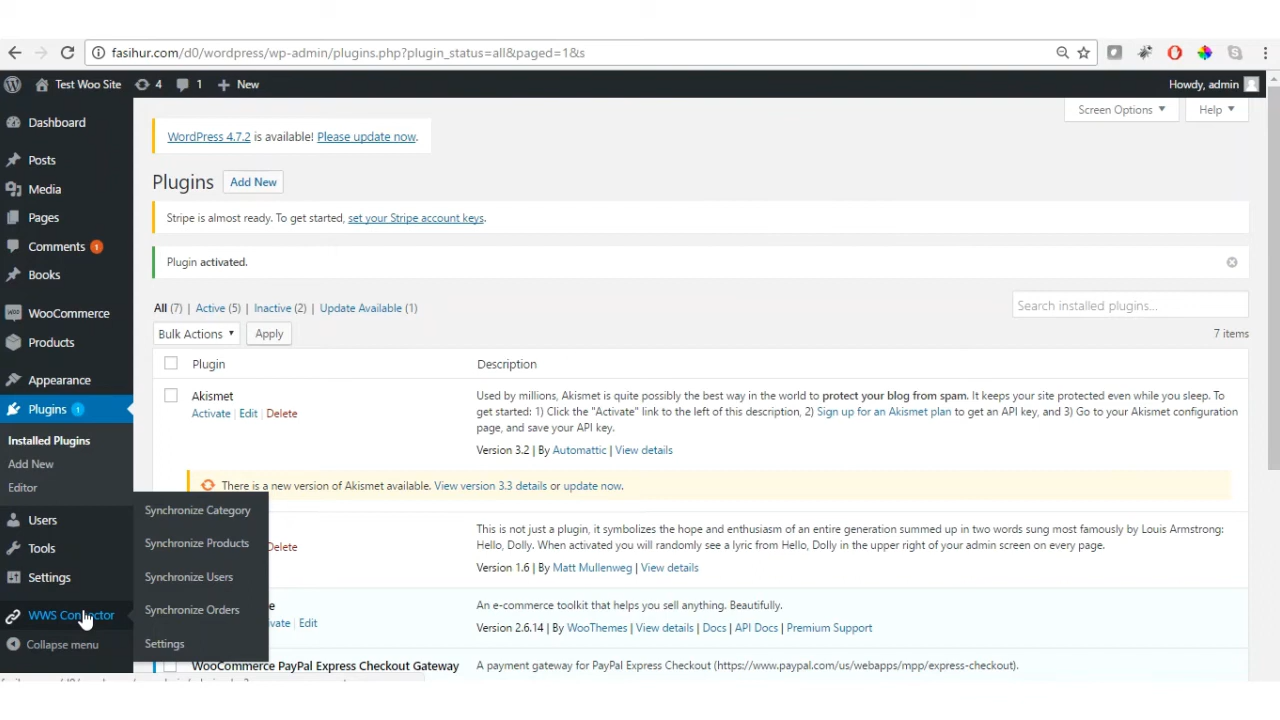 fasihur.com/d0/wordpress/wp-admin/plugins.php?plugin_status=all&paged=1&s
Test Woo Site 4 1 New Howdy, admin
Screen Options Help
Dashboard
Posts
Media
Pages
Comments 1
Books
WooCommerce
Products
Appearance
Plugins 1
Installed Plugins
Add New
Editor
Users
Tools
Settings
WWS Con
Collapse menu
Synchronize Category
Synchronize Products
Synchronize Users
Synchronize Orders
Settings
WordPress 4.7.2 is available! Please update now.
Plugins Add New
Stripe is almost ready. To get started, set your Stripe account keys.
Plugin activated.
All (7) | Active (5) | Inactive (2) | Update Available (1)
Search installed plugins...
Bulk Actions Apply
7 items
Plugin Description
Akismet
Activate | Edit | Delete
Used by millions, Akismet is quite possibly the best way in the world to protect your blog from spam. It keeps your site protected even while you sleep. To
get started: 1) Click the "Activate" link to the left of this description, 2) Sign up for an Akismet plan to get an API key, and 3) Go to your Akismet configuration
page, and save your API key.
Version 3.2 | By Automattic | View details
There is a new version of Akismet available. View version 3.3 details or update now.
Delete
This is not just a plugin, it symbolizes the hope and enthusiasm of an entire generation summed up in two words sung most famously by Louis Armstrong:
Hello, Dolly. When activated you will randomly see a lyric from Hello, Dolly in the upper right of your admin screen on every page.
Version 1.6 | By Matt Mullenweg | View details
e
vate | Edit
An e-commerce toolkit that helps you sell anything. Beautifully.
Version 2.6.14 | By WooThemes | View details | Docs | API Docs | Premium Support
WooCommerce PayPal Express Checkout Gateway
A payment gateway for PayPal Express Checkout (https://www.paypal.com/us/webapps/mpp/express-checkout).